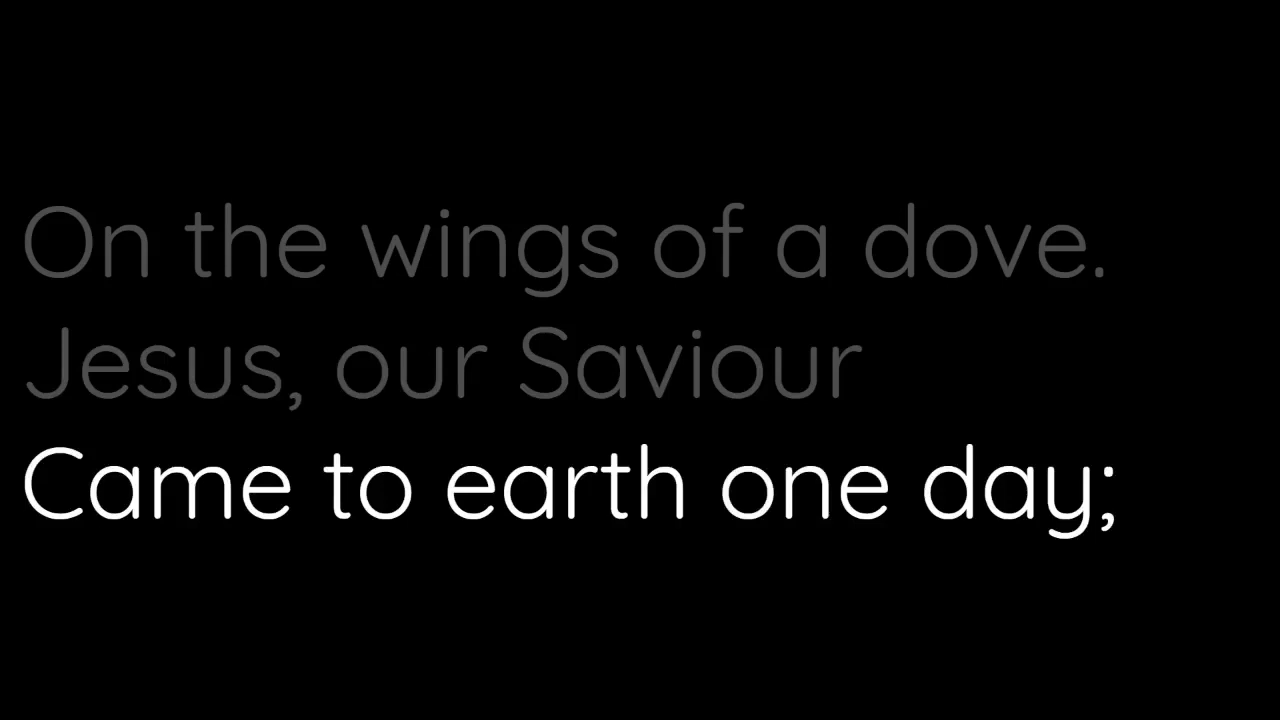 On the wings of a dove.
Jesus, our Saviour
Came to earth one day;